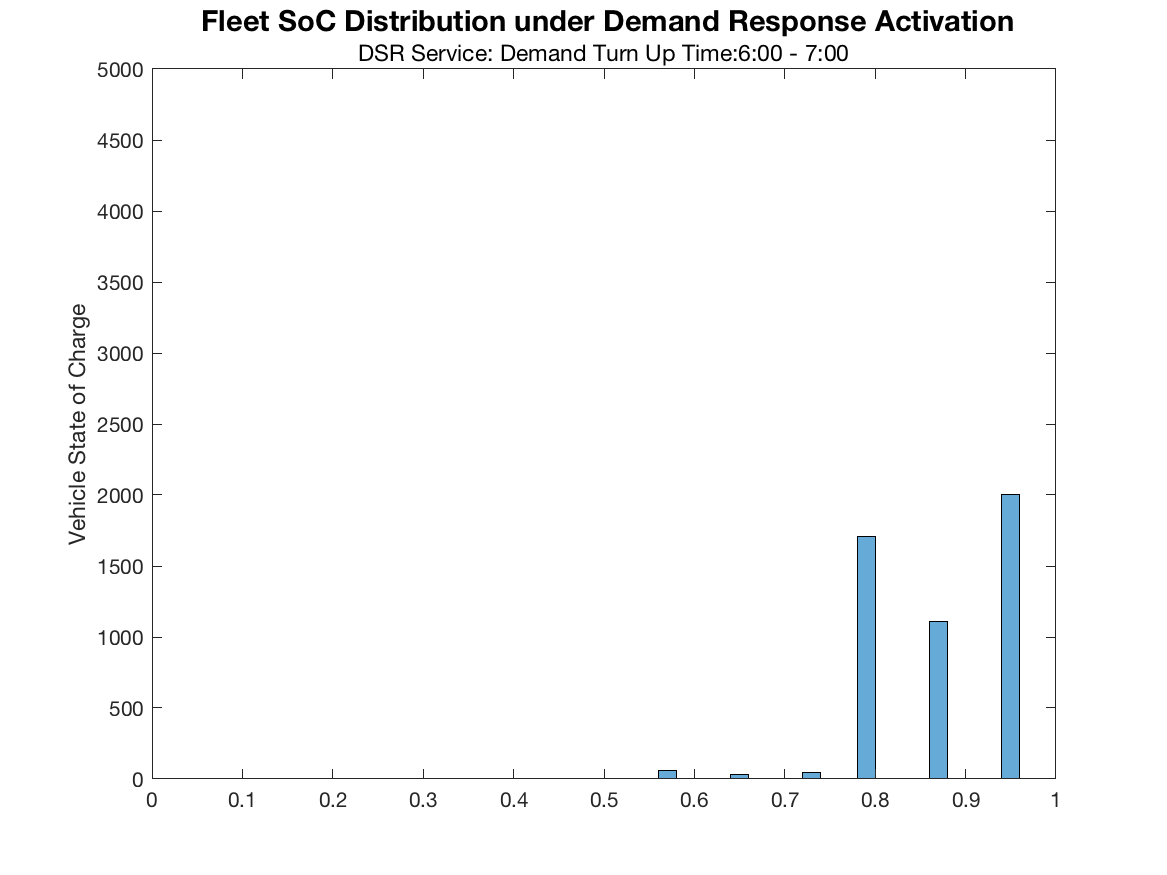 Fleet SoC Distribution under Demand Response Activation
DSR Service: Demand Turn Up Time:6:00 - 7:00
5000
4500
4000
3500
3000
2500
2000
1500
1000
500
0
Vehicle State of Charge
0 0.1 0.2 0.3 0.4 0.5 0.6 0.7 0.8 0.9 1